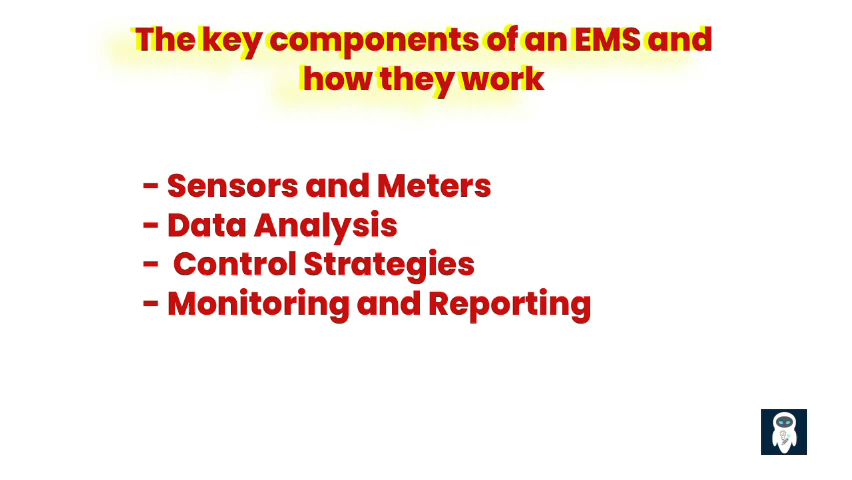 The key components of an EMS and
how they work
- Sensors and Meters
- Data Analysis
- Control Strategies
- Monitoring and Reporting